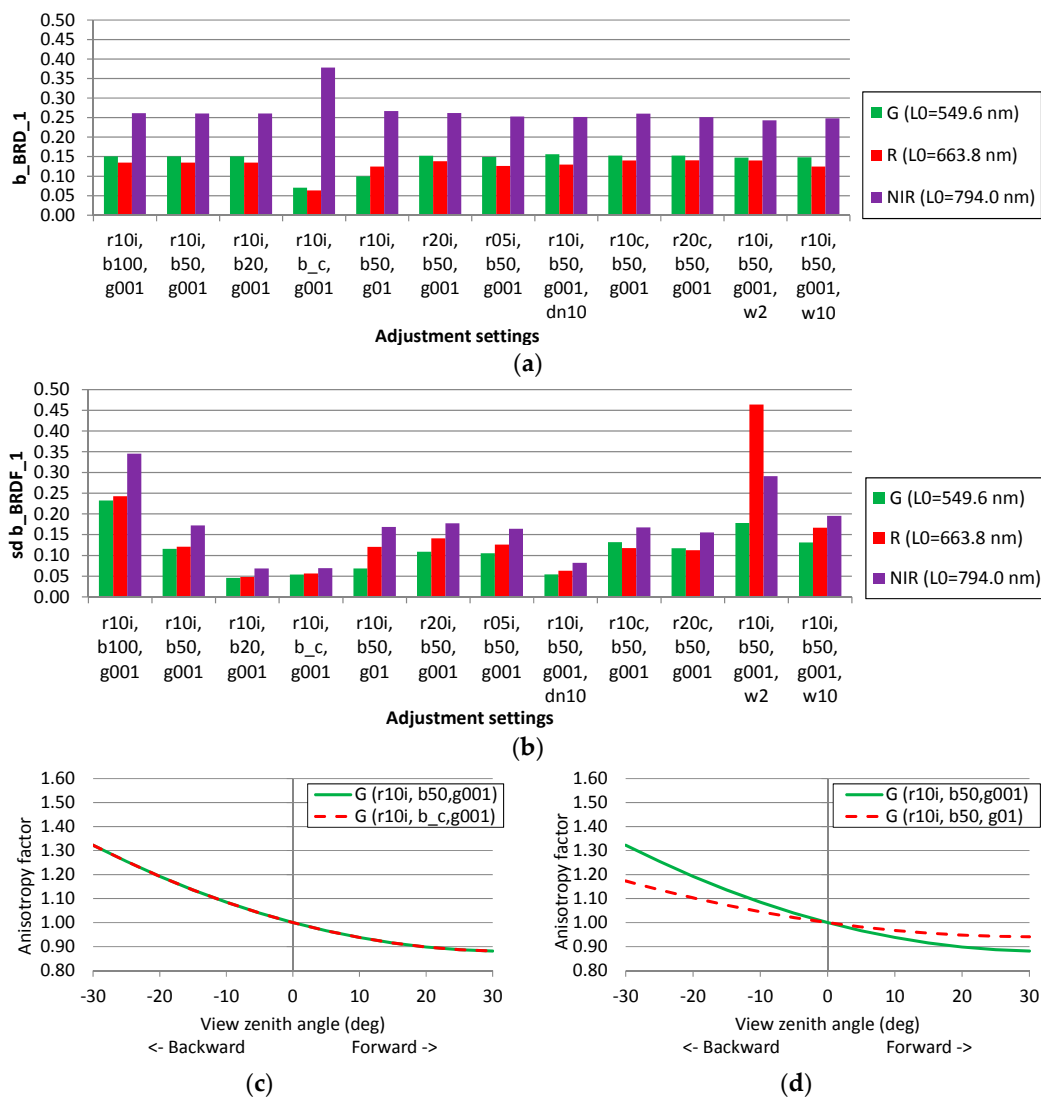 0.50
0.45
0.40
0.35
0.30
0.25
0.20
0.15
0.10
0.05
0.00
b_BRD_1
r10i, r10i, r10i, r10i, r10i, r20i, r05i, r10i, r10c, r20c, r10i, r10i,
b100, b50, b20, b_c, b50, b50, b50, b50, b50, b50, b50, b50,
g001 g001 g001 g001 g01 g001 g001 g001, g001 g001 g001, g001,
dn10 w2 w10
Adjustment settings
G (L0=549.6 nm)
R (L0=663.8 nm)
NIR (L0=794.0 nm)
(a)
0.50
0.45
0.40
0.35
0.30
0.25
0.20
0.15
0.10
0.05
0.00
sd b_BRDF_1
r10i, r10i, r10i, r10i, r10i, r20i, r05i, r10i, r10c, r20c, r10i, r10i,
b100, b50, b20, b_c, b50, b50, b50, b50, b50, b50, b50, b50,
g001 g001 g001 g001 g01 g001 g001 g001, g001 g001 g001, g001,
dn10 w2 w10
Adjustment settings
G (L0=549.6 nm)
R (L0=663.8 nm)
NIR (L0=794.0 nm)
(b)
1.60
1.50
1.40
1.30
1.20
1.10
1.00
0.90
0.80
Anisotropy factor
G (r10i, b50,g001)
G (r10i, b_c,g001)
-30 -20 -10 0 10 20 30
View zenith angle (deg)
<- Backward Forward ->
(c)
1.60
1.50
1.40
1.30
1.20
1.10
1.00
0.90
0.80
Anisotropy factor
G (r10i, b50,g001)
G (r10i, b50, g01)
-30 -20 -10 0 10 20 30
View zenith angle (deg)
<- Backward Forward ->
(d)